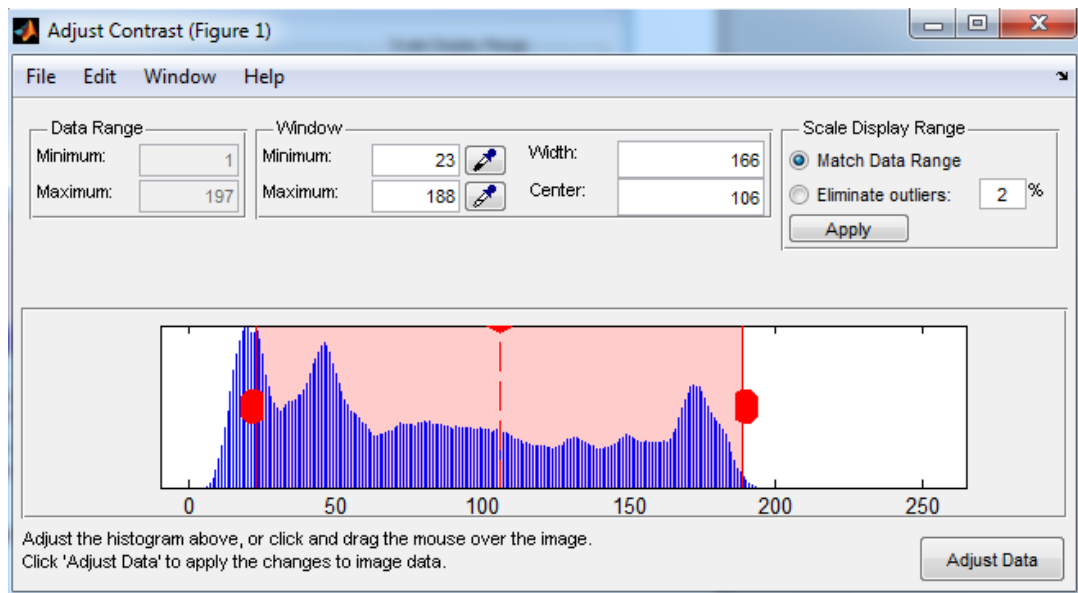 Adjust Contrast (Figure 1)
File Edit Window Help
Data Range
Minimum: 1
Maximum: 197
Window
Minimum: 23 Width: 166
Maximum: 188 Center: 106
Scale Display Range
Match Data Range
Eliminate outliers: 2 %
Apply
0 50 100 150 200 250
Adjust the histogram above, or click and drag the mouse over the image.
Click 'Adjust Data' to apply the changes to image data.
Adjust Data